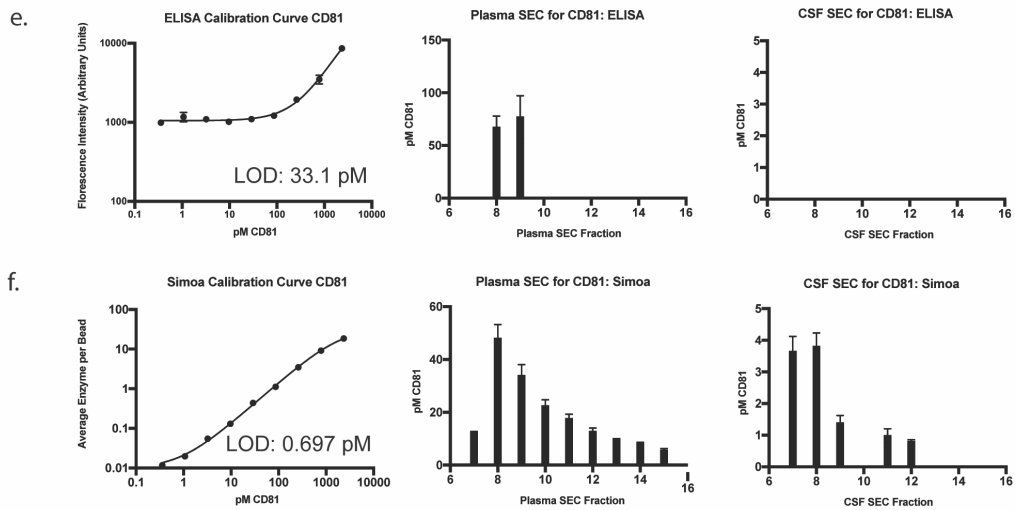 e.
ELISA Calibration Curve CD81
Florescence Intensity (Arbitrary Units)
10000
1000
100
LOD: 33.1 pM
0.1 1 10 100 1000 10000
pM CD81
Plasma SEC for CD81: ELISA
pM CD81
150
100
50
0
6 8 10 12 14 16
Plasma SEC Fraction
CSF SEC for CD81: ELISA
pM CD81
5
4
3
2
1
0
6 8 10 12 14 16
CSF SEC Fraction
f.
Simoa Calibration Curve CD81
Average Enzyme per Bead
100
10
1
0.1
0.01
LOD: 0.697 pM
0.1 1 10 100 1000 10000
pM CD81
Plasma SEC for CD81: Simoa
pM CD81
60
40
20
0
6 8 10 12 14 16
Plasma SEC Fraction
CSF SEC for CD81: Simoa
pM CD81
5
4
3
2
1
0
6 8 10 12 14 16
CSF SEC Fraction